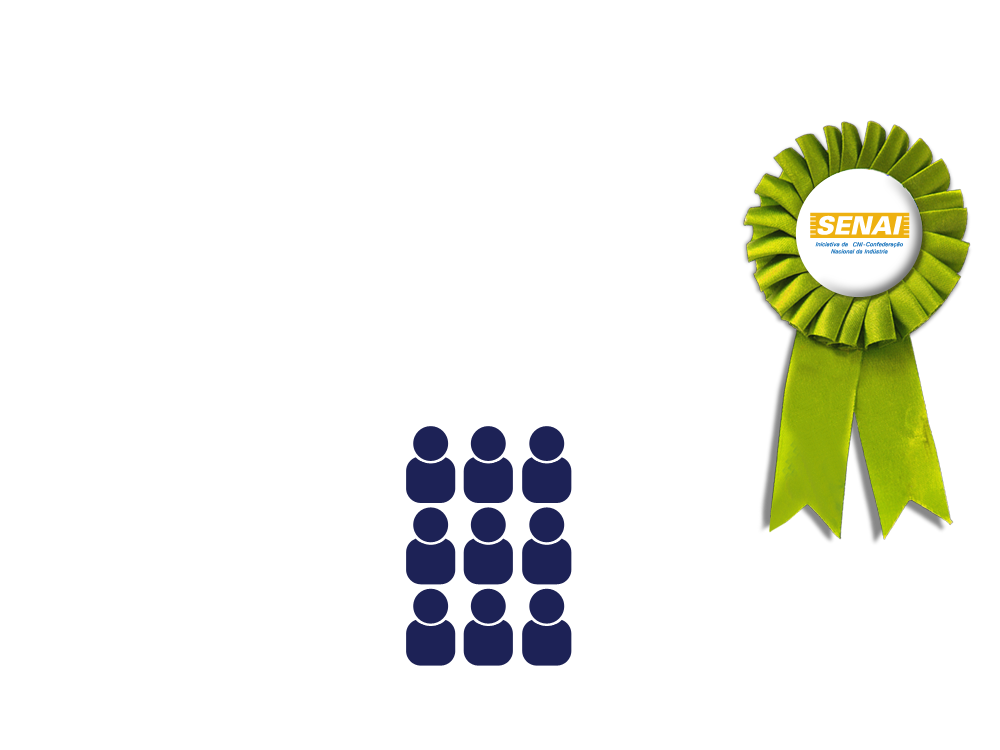 SENAI
Iniciativa da CNI-Confederação
Nacional da Indústria